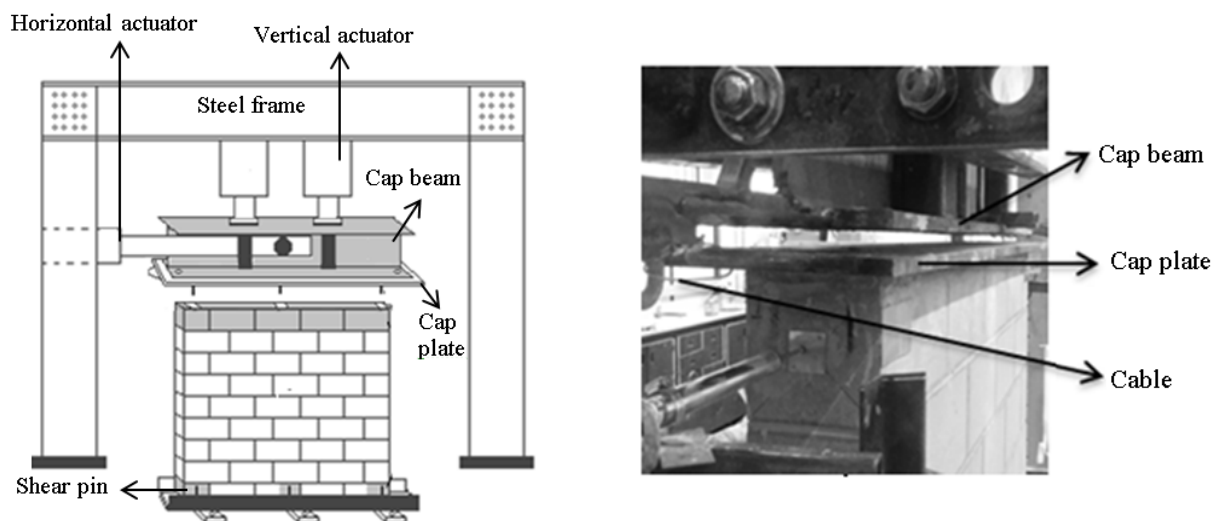 Horizontal actuator
Vertical actuator
Steel frame
Cap beam
Cap
plate
Shear pin
Cap beam
Cap plate
Cable